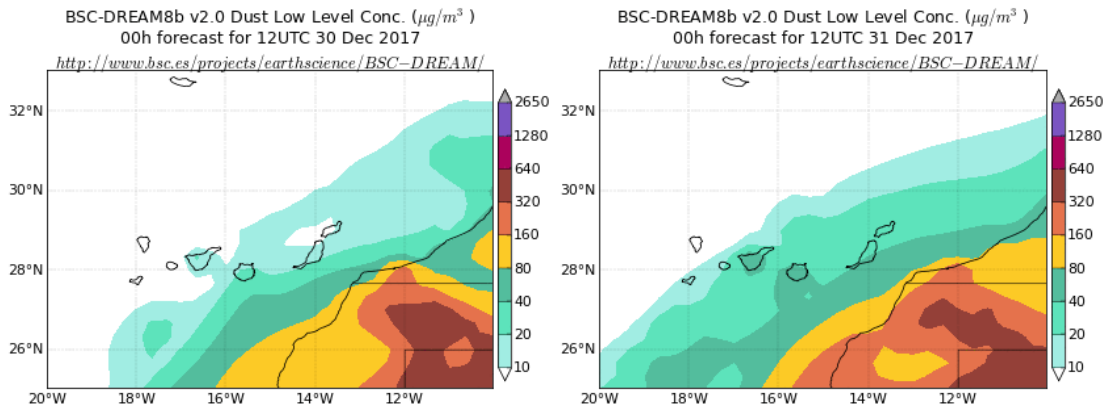 BSC-DREAM8b v2.0 Dust Low Level Conc. (μg/m³ )
00h forecast for 12UTC 30 Dec 2017
http://www.bsc.es/projects/earthscience/BSC−DREAM/
32°N
30°N
28°N
26°N
20°W 18°W 16°W 14°W 12°W
2650
1280
640
320
160
80
40
20
10
BSC-DREAM8b v2.0 Dust Low Level Conc. (μg/m³ )
00h forecast for 12UTC 31 Dec 2017
http://www.bsc.es/projects/earthscience/BSC−DREAM/
32°N
30°N
28°N
26°N
20°W 18°W 16°W 14°W 12°W
2650
1280
640
320
160
80
40
20
10